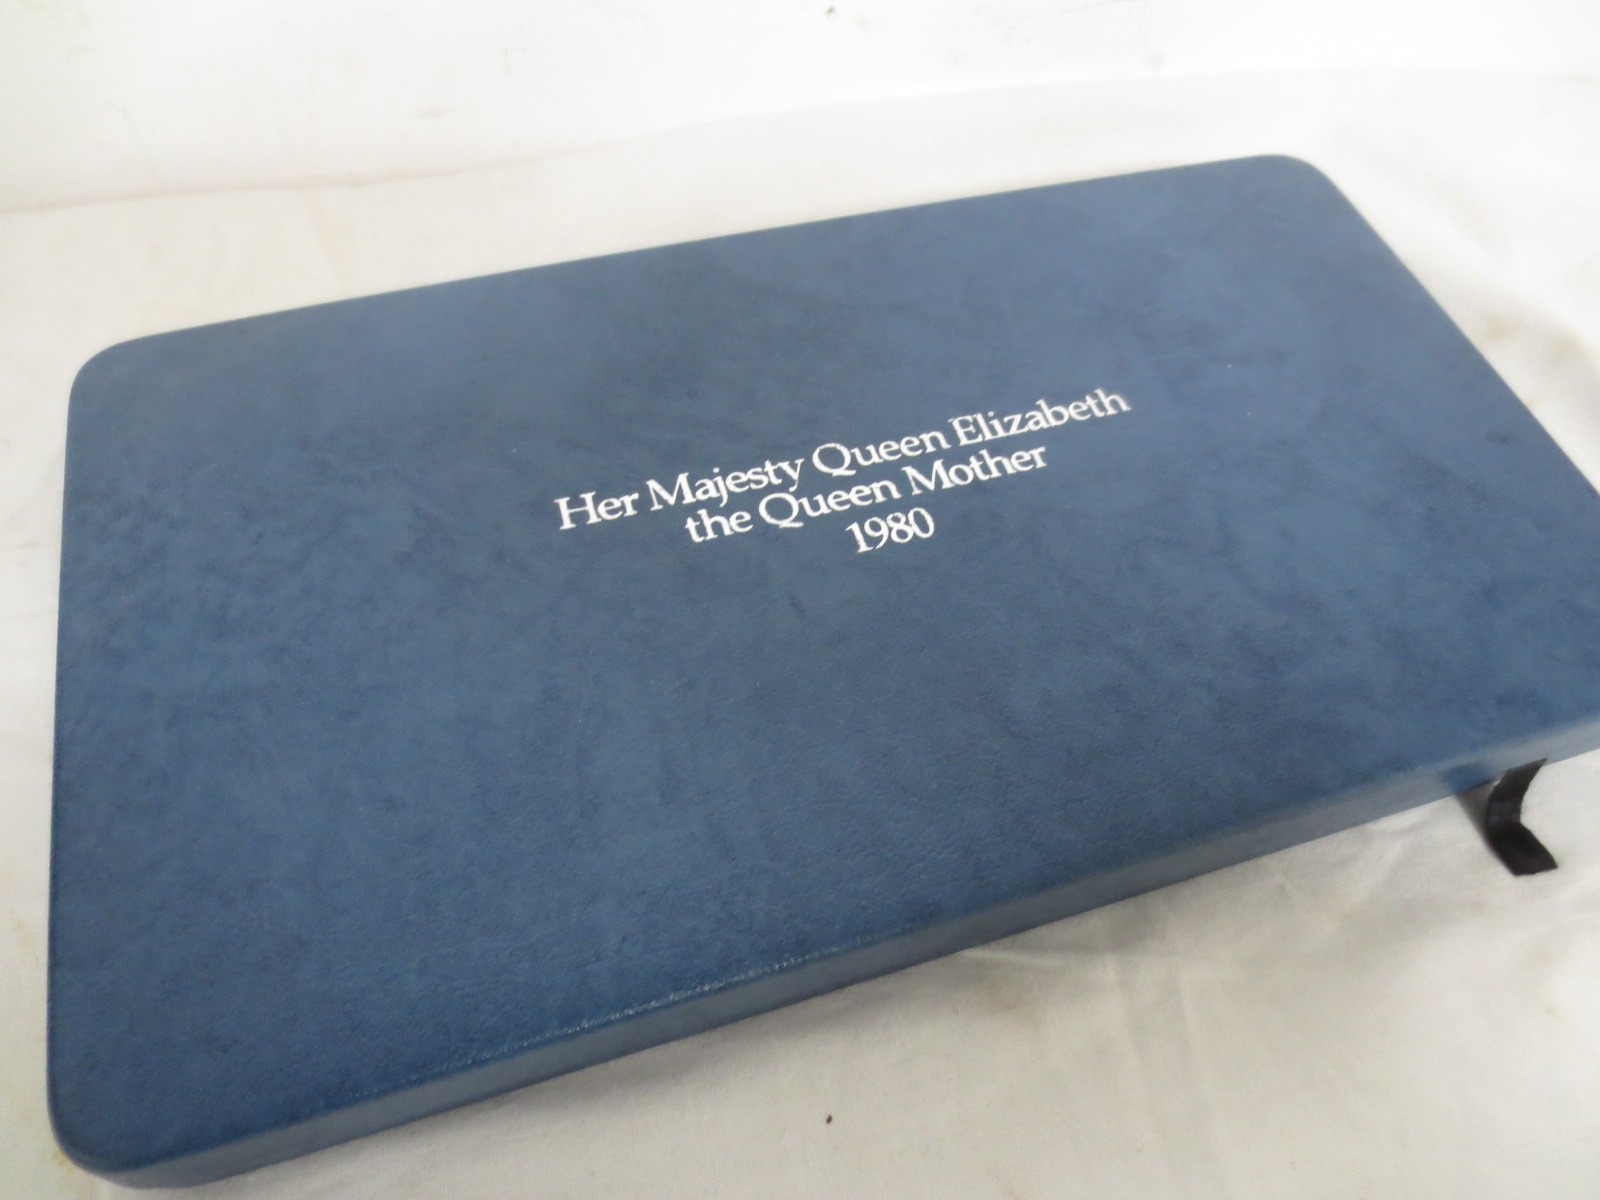 Her Majesty Queen Elizabeth
the Queen Mother
1980